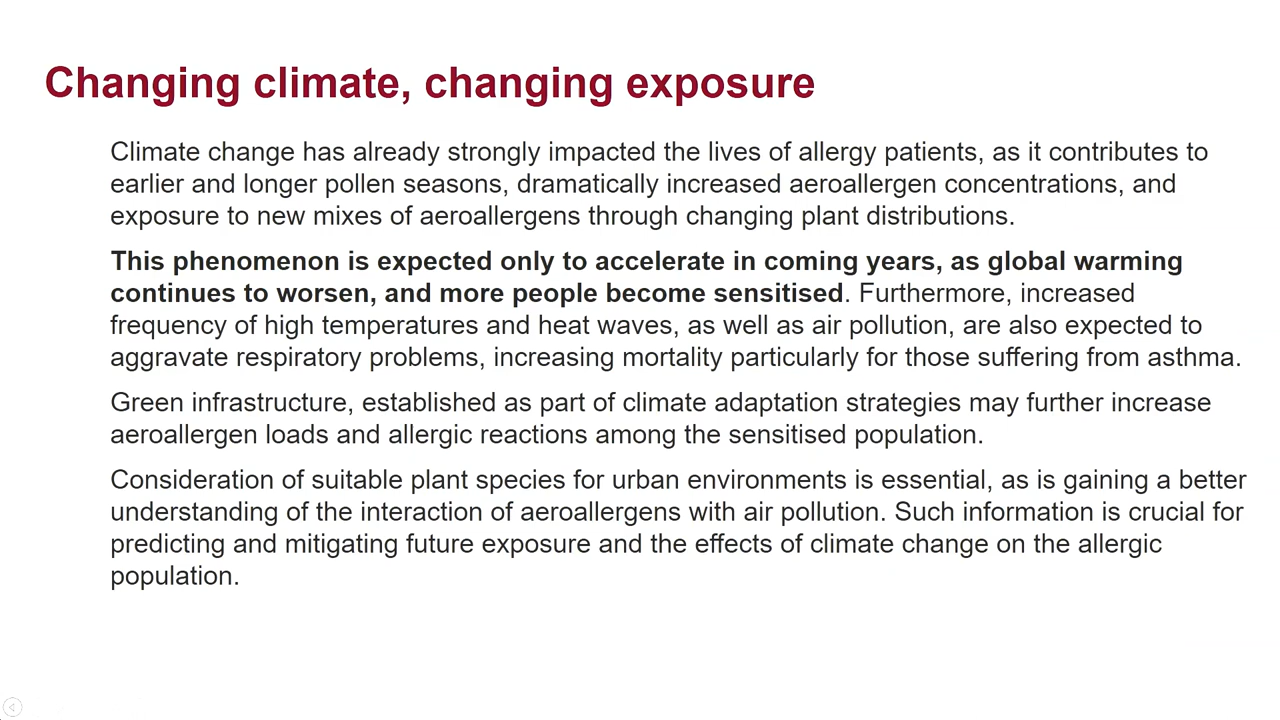 Changing climate, changing exposure
Climate change has already strongly impacted the lives of allergy patients, as it contributes to
earlier and longer pollen seasons, dramatically increased aeroallergen concentrations, and
exposure to new mixes of aeroallergens through changing plant distributions.
This phenomenon is expected only to accelerate in coming years, as global warming
continues to worsen, and more people become sensitised. Furthermore, increased
frequency of high temperatures and heat waves, as well as air pollution, are also expected to
aggravate respiratory problems, increasing mortality particularly for those suffering from asthma.
Green infrastructure, established as part of climate adaptation strategies may further increase
aeroallergen loads and allergic reactions among the sensitised population.
Consideration of suitable plant species for urban environments is essential, as is gaining a better
understanding of the interaction of aeroallergens with air pollution. Such information is crucial for
predicting and mitigating future exposure and the effects of climate change on the allergic
population.